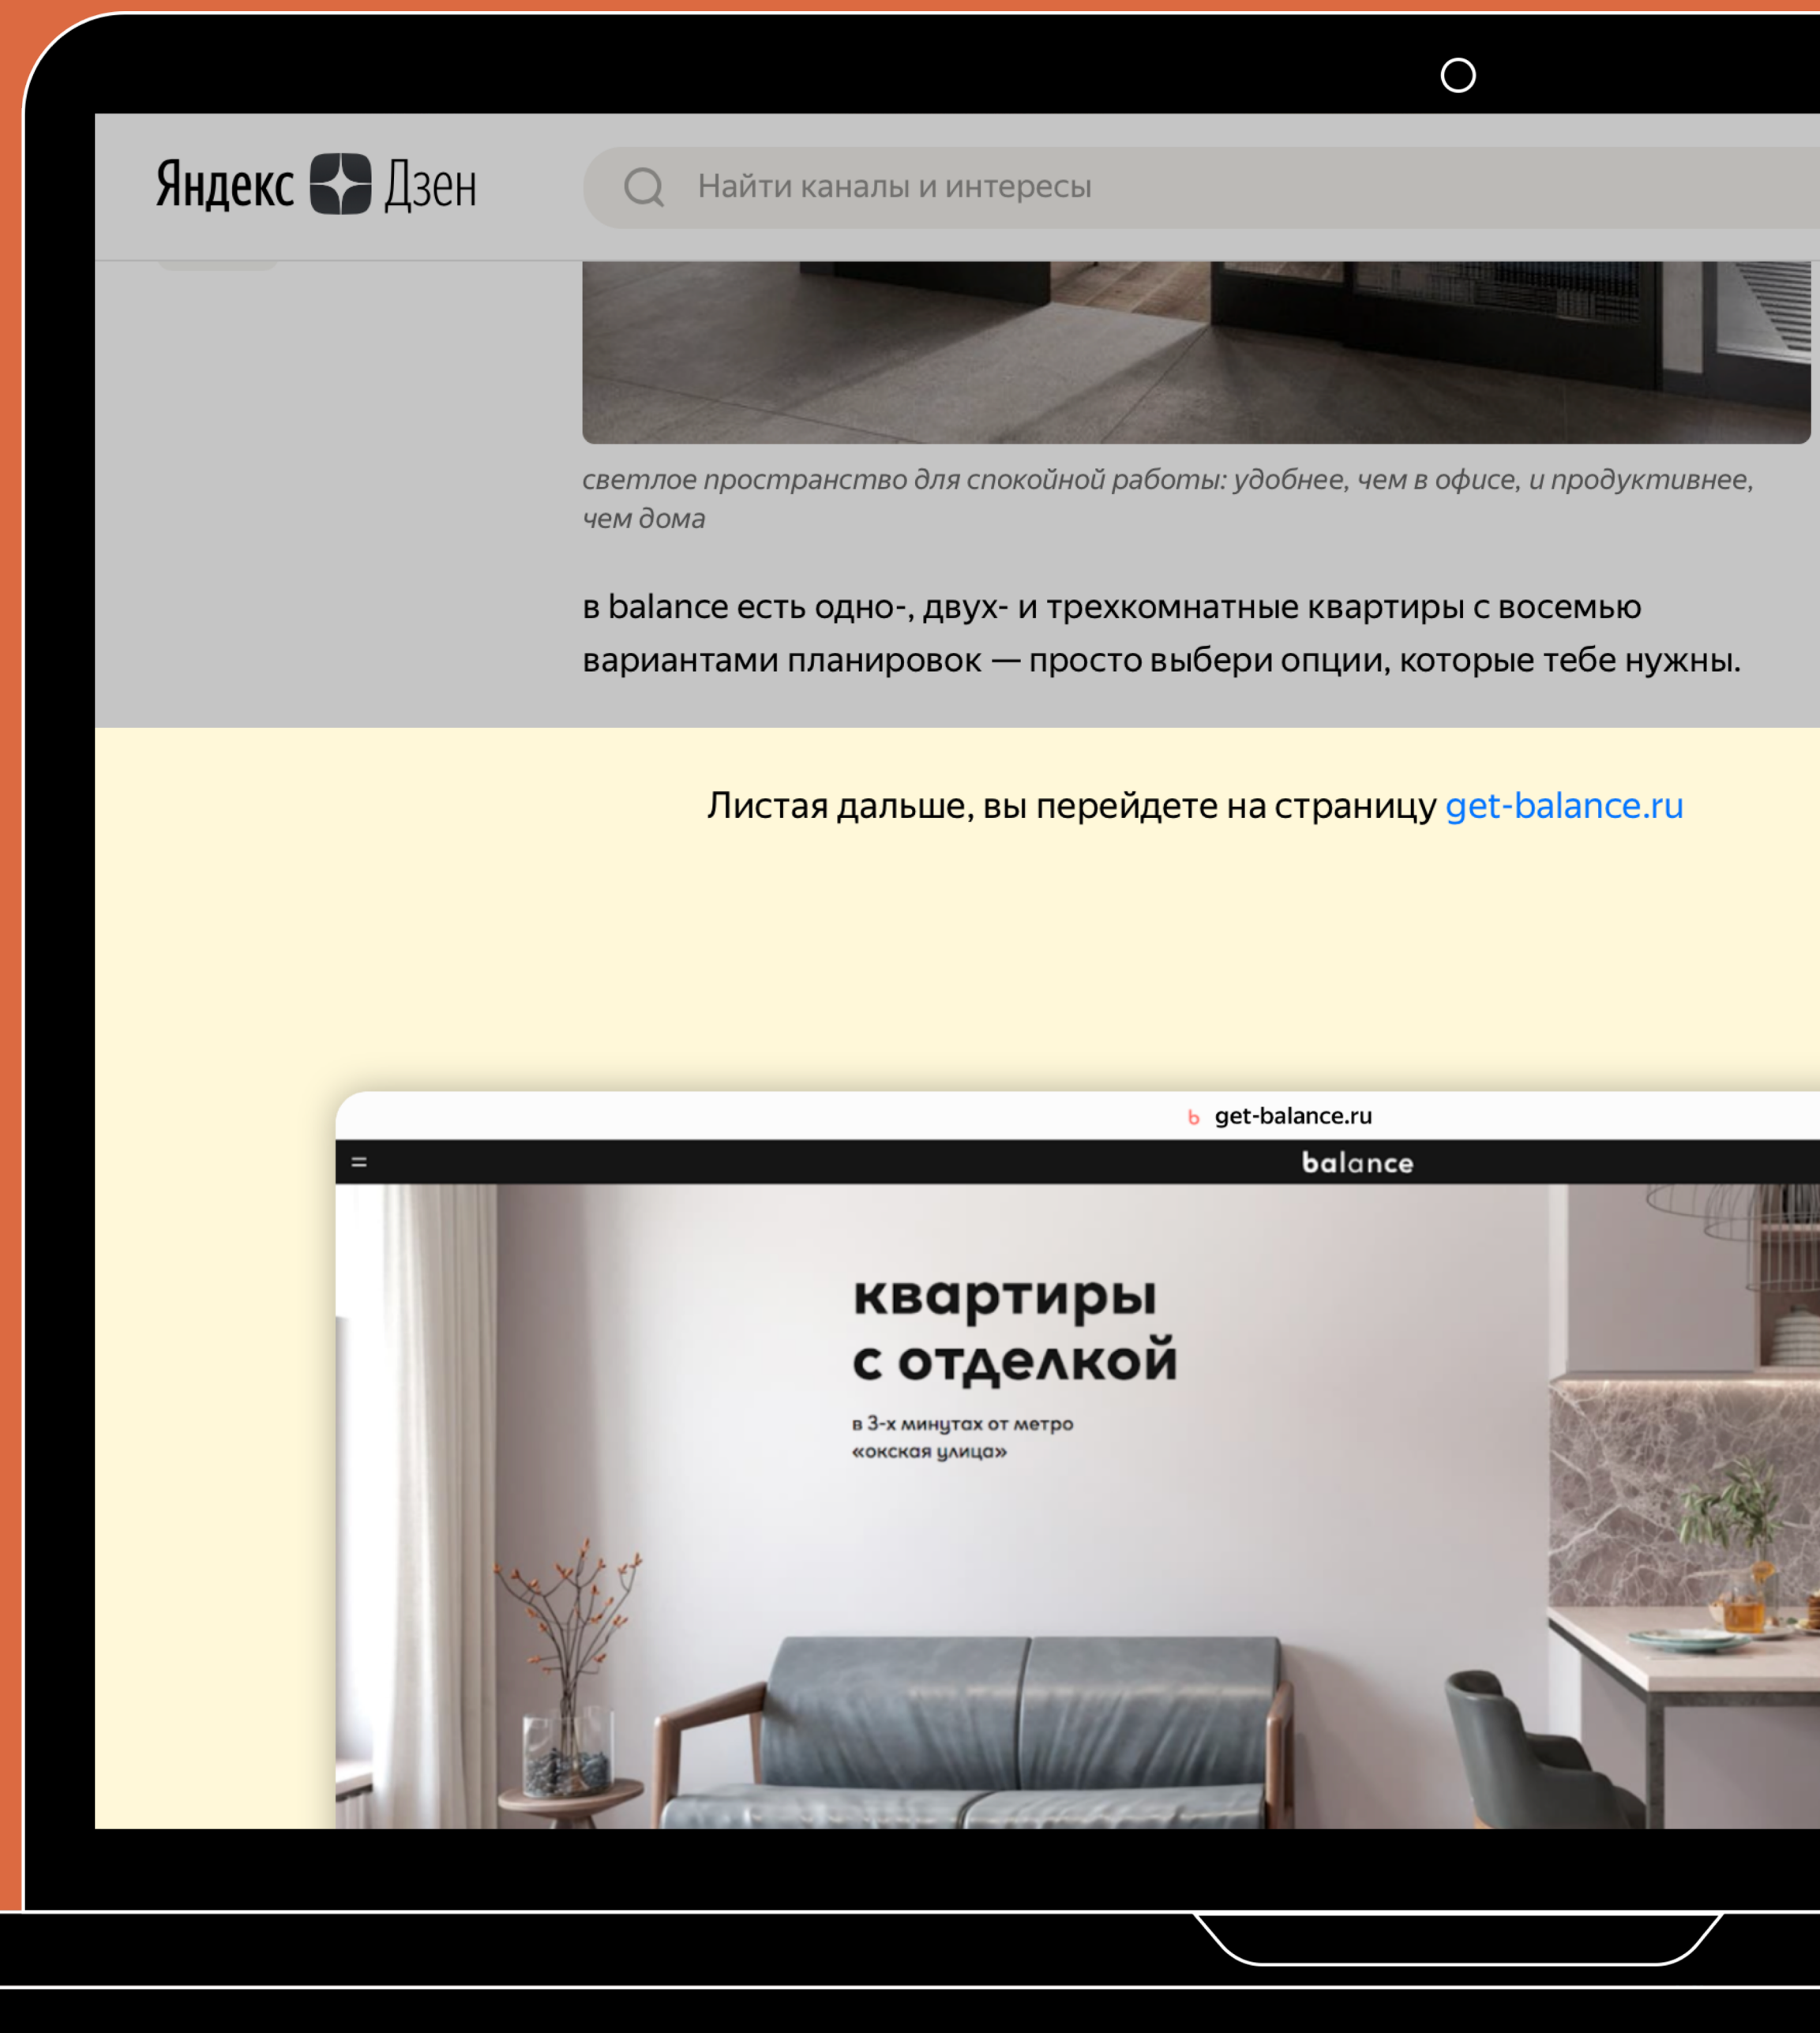 Яндекс Дзен
Найти каналы и интересы
светлое пространство для спокойной работы: удобнее, чем в офисе, и продуктивнее,
чем дома
в balance есть одно-, двух- и трехкомнатные квартиры с восемью
вариантами планировок — просто выбери опции, которые тебе нужны.
Листая дальше, вы перейдете на страницу get-balance.ru
b get-balance.ru
balance
квартиры
с отделкой
в 3-х минутах от метро
«окская улица»